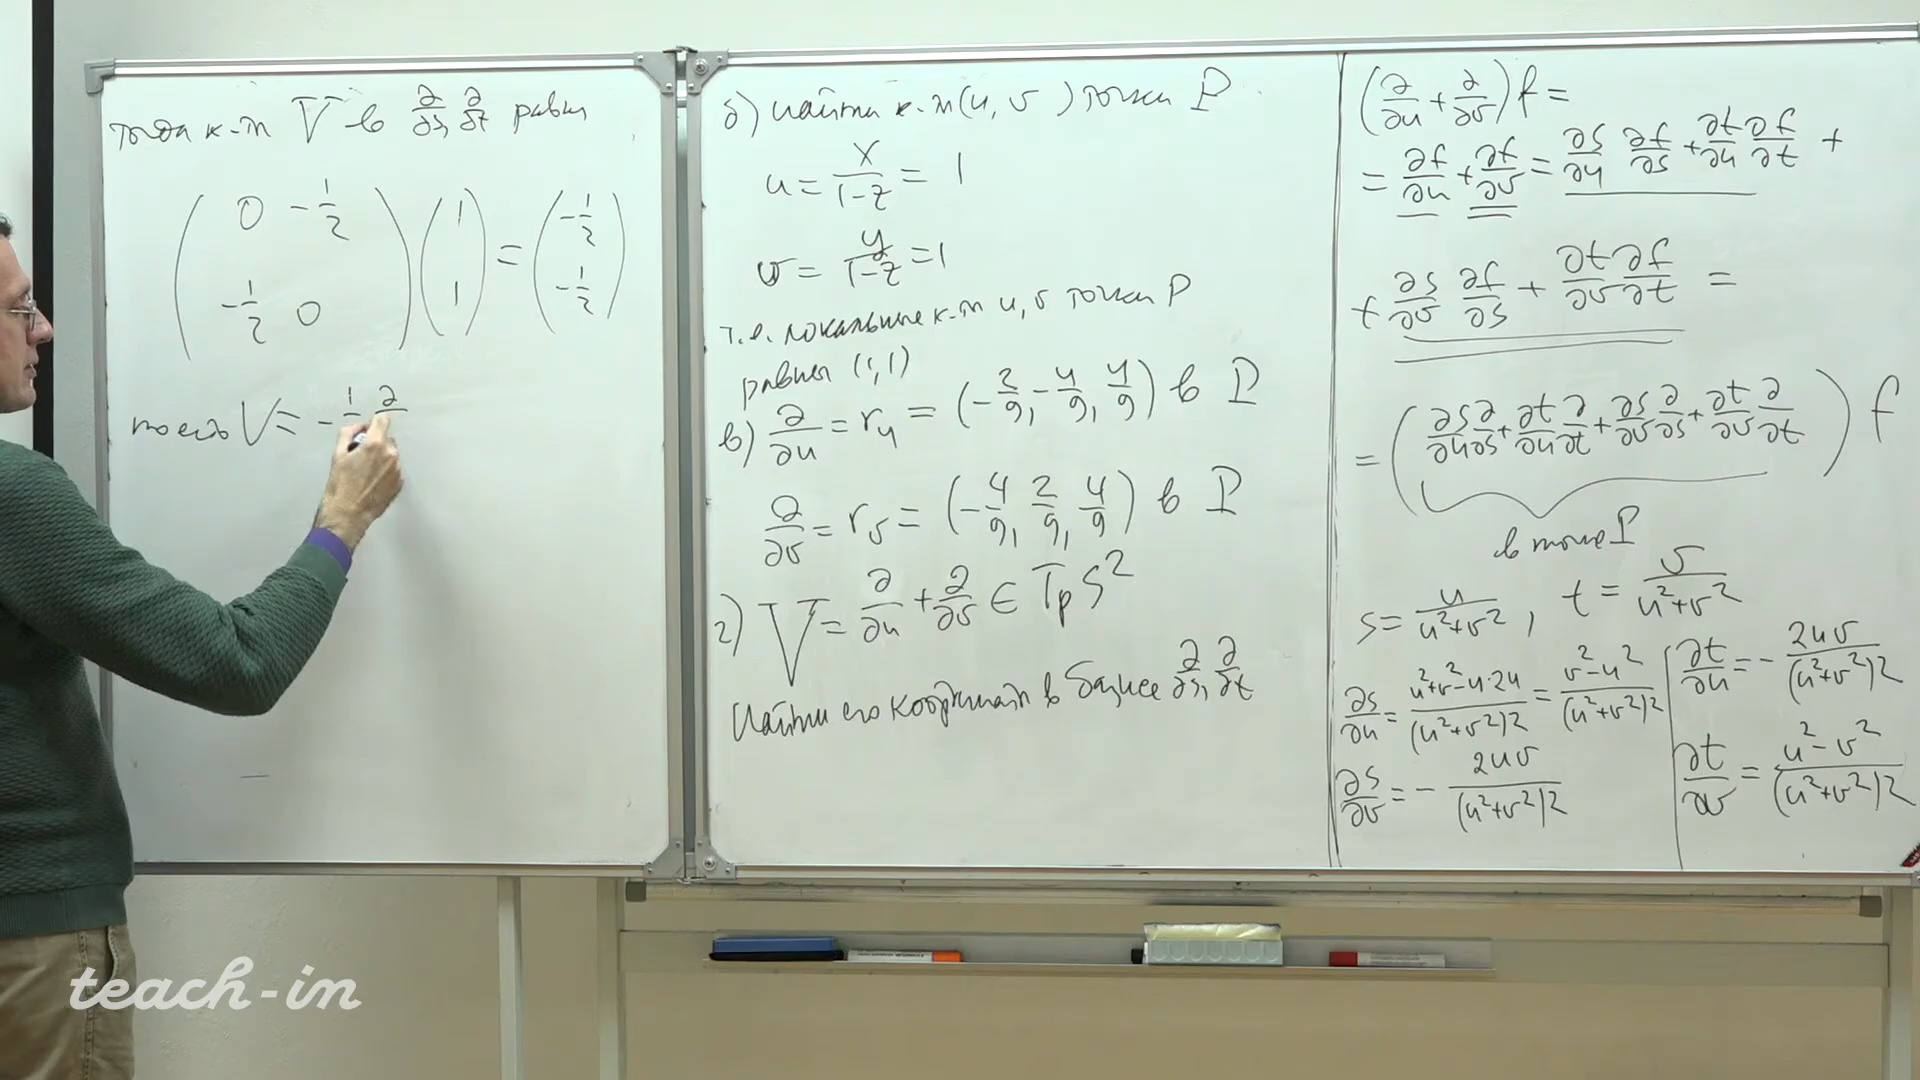 тогда к-ты V в ∂/∂s, ∂/∂t равны
(0 -1/2; -1/2 0)(1; 1) = (-1/2; -1/2)
то есть V = -1/2 ∂
б) найти к-ты (u, v) точки P
u = x/(1-z) = 1
v = y/(1-z) = 1
т.е. локальные к-ты u, v точки P
равны (1,1)
в) ∂/∂u = r_u = (-2/9, -4/9, 4/9) в P
∂/∂v = r_v = (-4/9, 2/9, 4/9) в P
г) V = ∂/∂u + ∂/∂v ∈ T_p S²
Найти его координаты в базисе ∂/∂s, ∂/∂t
(∂/∂u + ∂/∂v) f =
= ∂f/∂u + ∂f/∂v = ∂s/∂u ∂f/∂s + ∂t/∂u ∂f/∂t +
+ ∂s/∂v ∂f/∂s + ∂t/∂v ∂f/∂t =
= (∂s/∂u ∂/∂s + ∂t/∂u ∂/∂t + ∂s/∂v ∂/∂s + ∂t/∂v ∂/∂t) f
в точке P
s = u/(u²+v²), t = v/(u²+v²)
∂s/∂u = (u²+v²-u·2u)/(u²+v²)² = (v²-u²)/(u²+v²)²
∂s/∂v = - 2uv/(u²+v²)²
∂t/∂u = - 2uv/(u²+v²)²
∂t/∂v = (u²-v²)/(u²+v²)²
teach-in